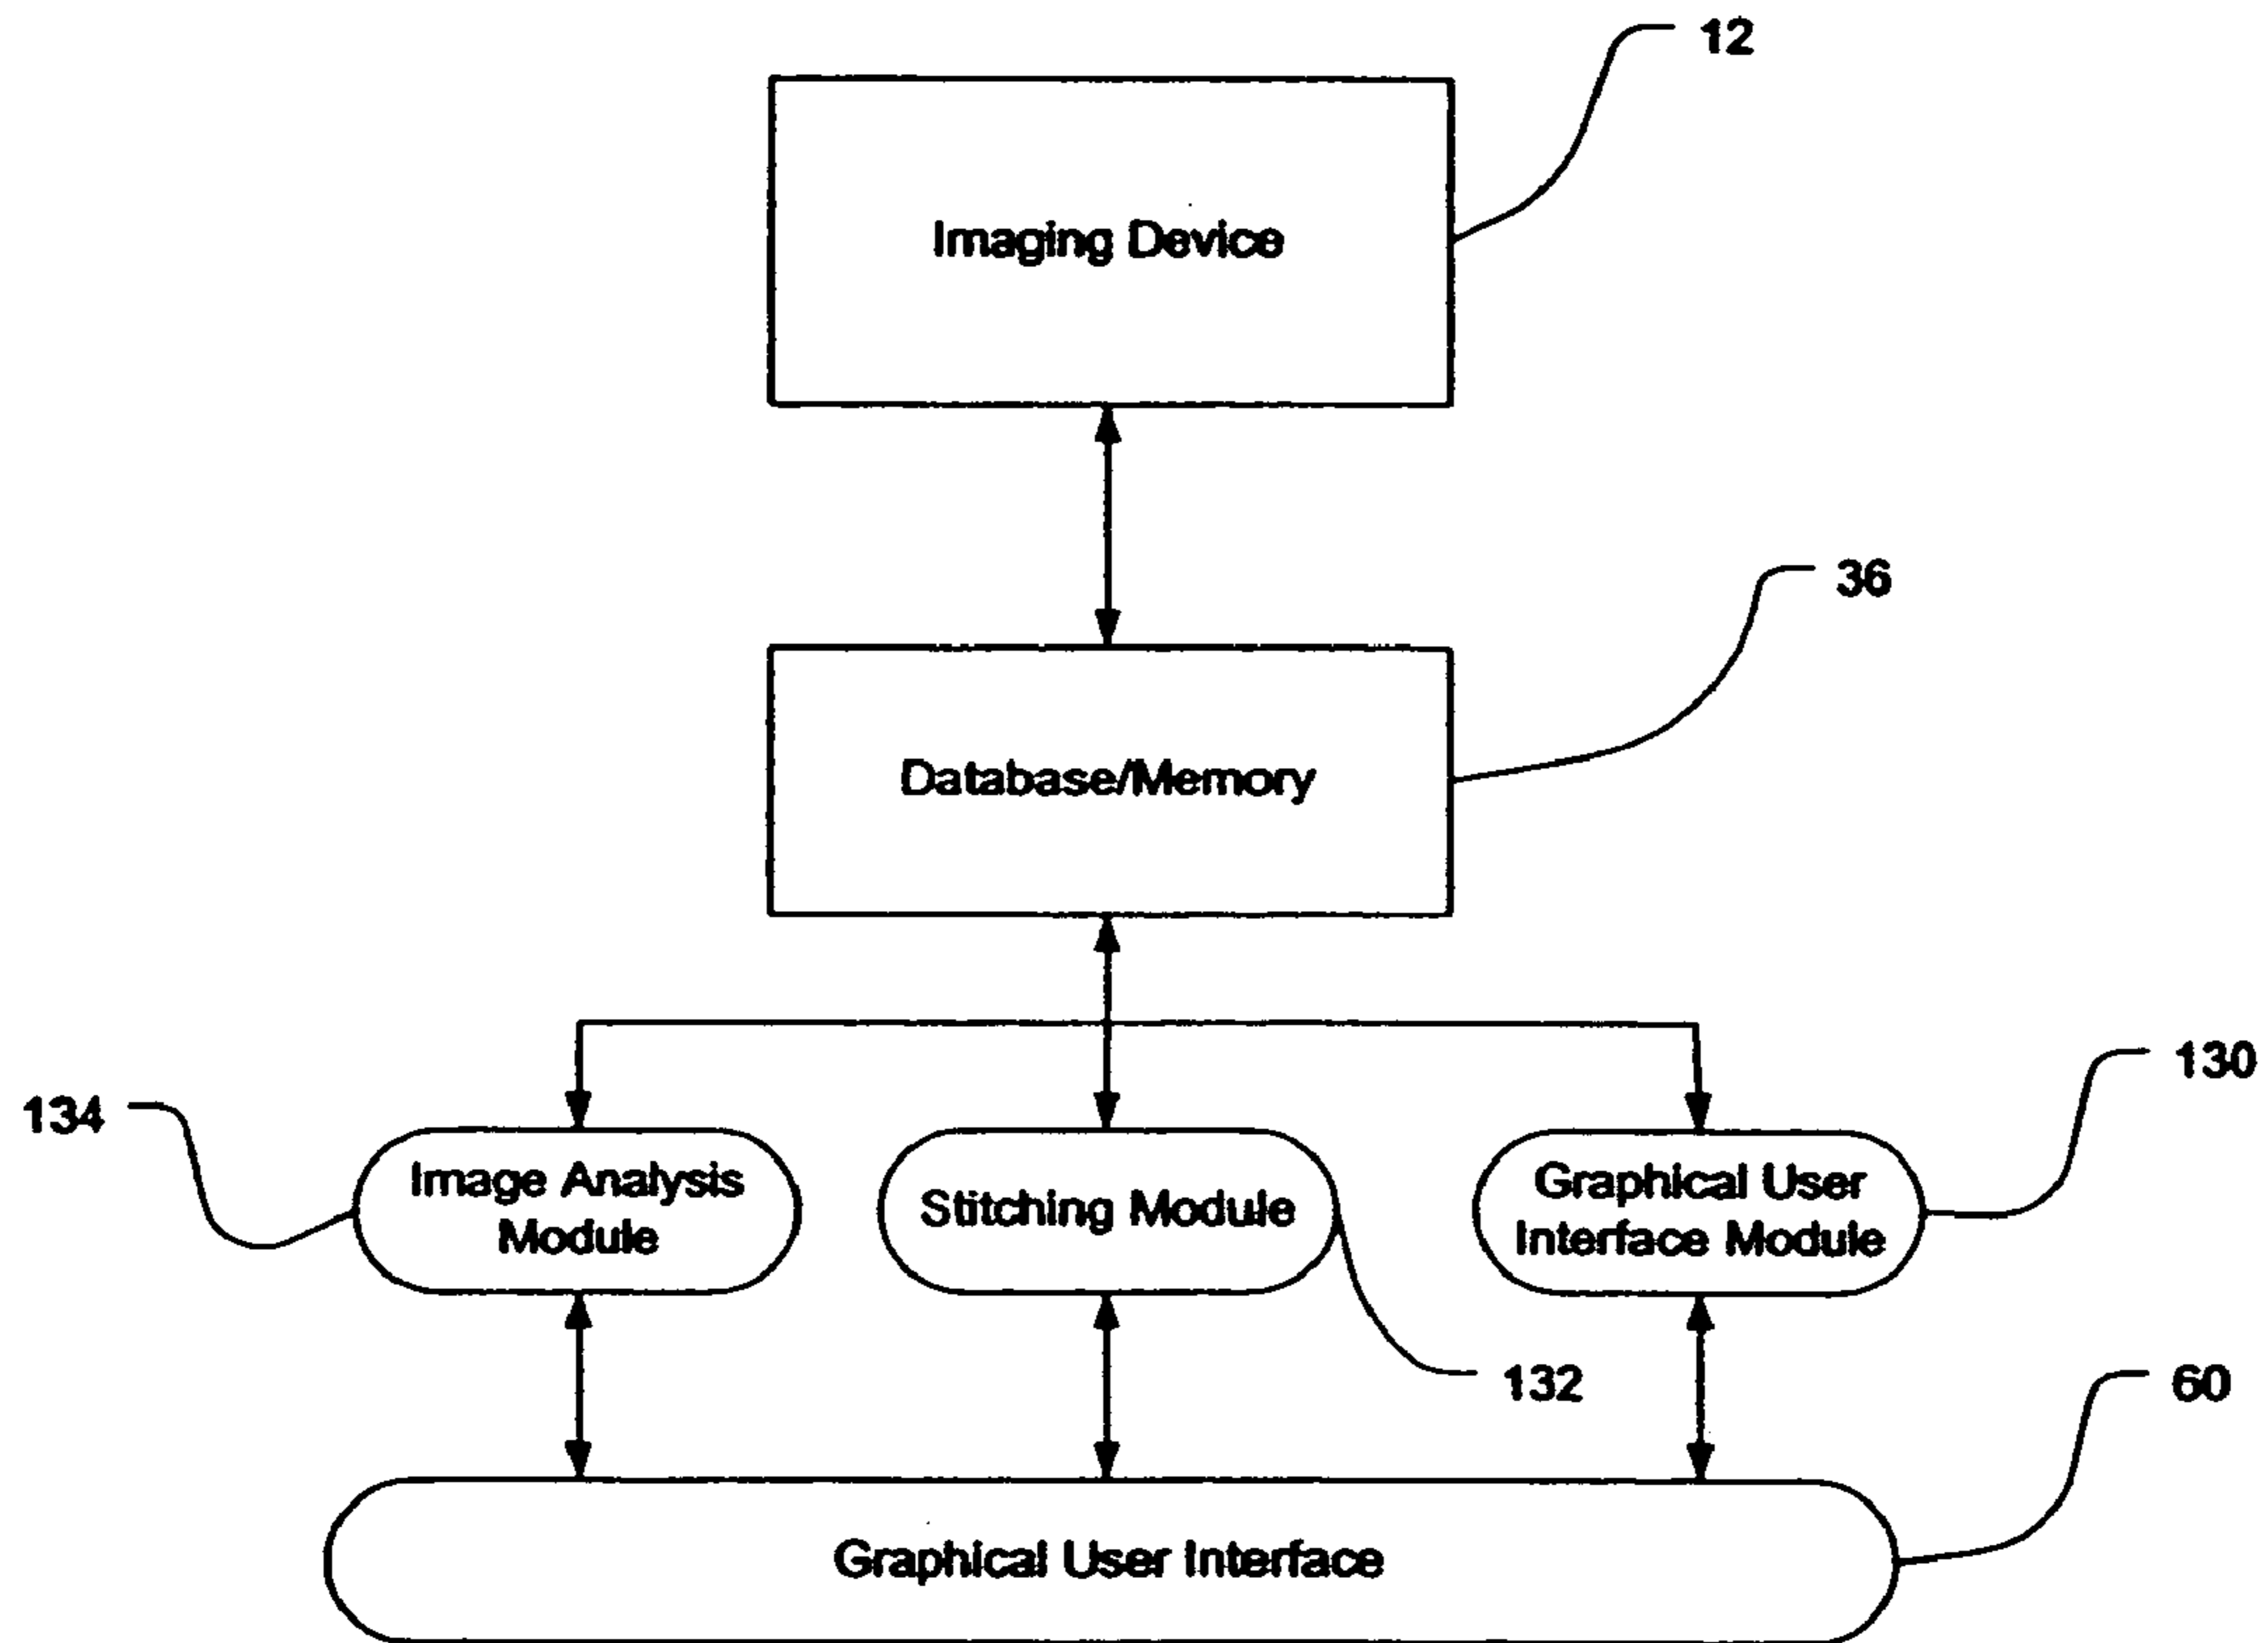 12
Imaging Device
36
Database/Memory
130
134
Image Analysis
Module
Stitching Module
Graphical User
Interface Module
132
60
Graphical User Interface